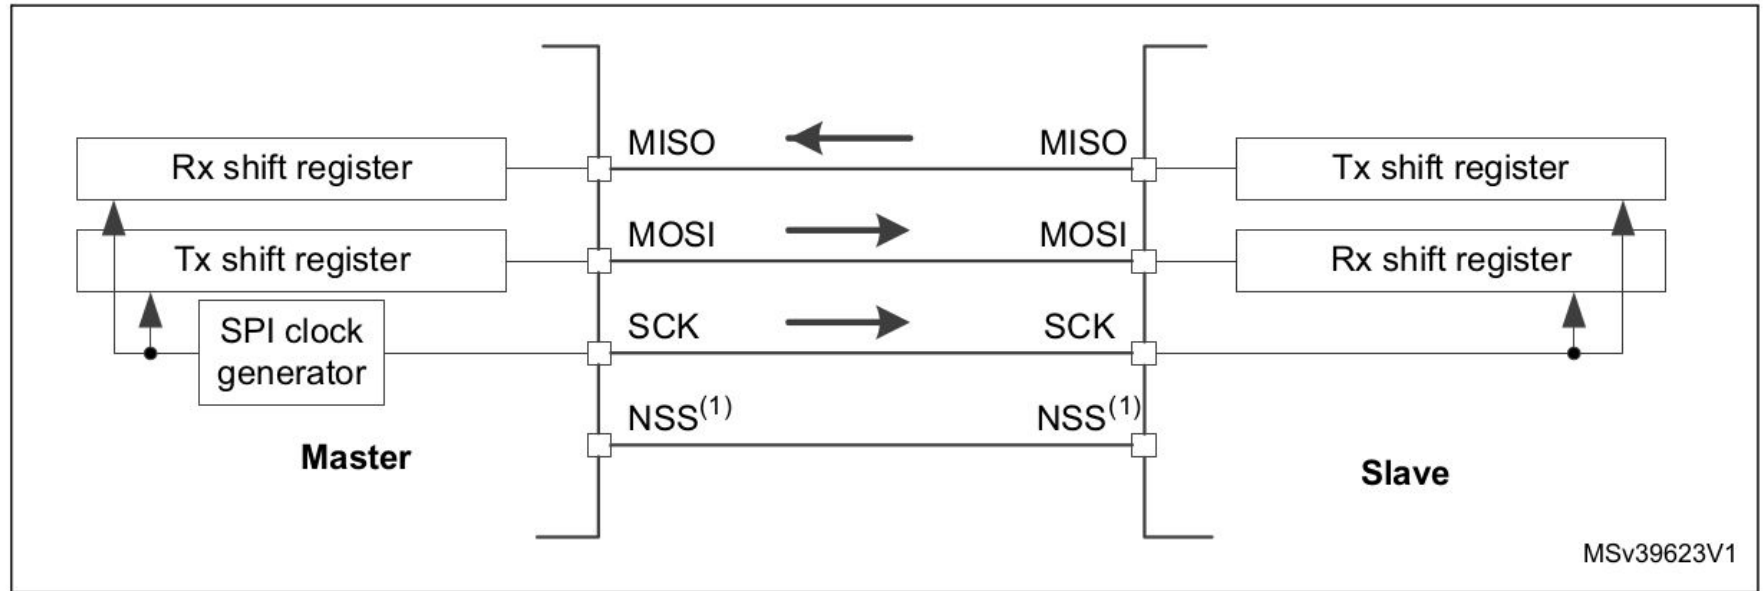 MISO MISO
Rx shift register Tx shift register
MOSI MOSI
Tx shift register Rx shift register
SPI clock
generator
SCK SCK
NSS(1) NSS(1)
Master Slave
MSv39623V1